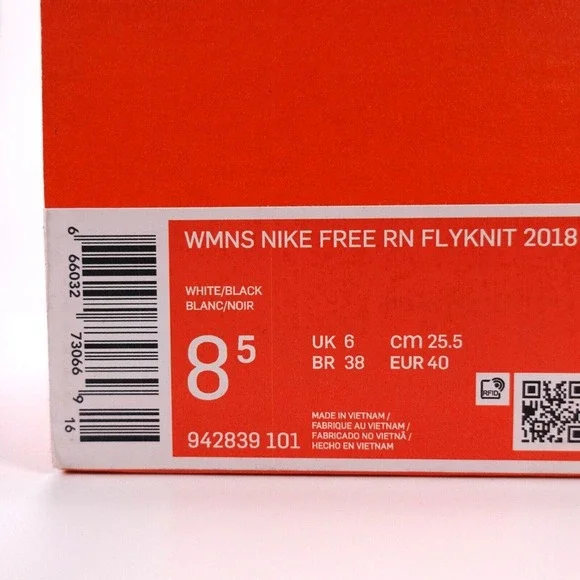 WMNS NIKE FREE RN FLYKNIT 2018
WHITE/BLACK
BLANC/NOIR
8⁵
UK 6 cm 25.5
BR 38 EUR 40
942839 101
MADE IN VIETNAM /
FABRIQUE AU VIETNAM /
FABRICADO NO VIETNÃ /
HECHO EN VIETNAM
RFID
6 66032 73066 9 16